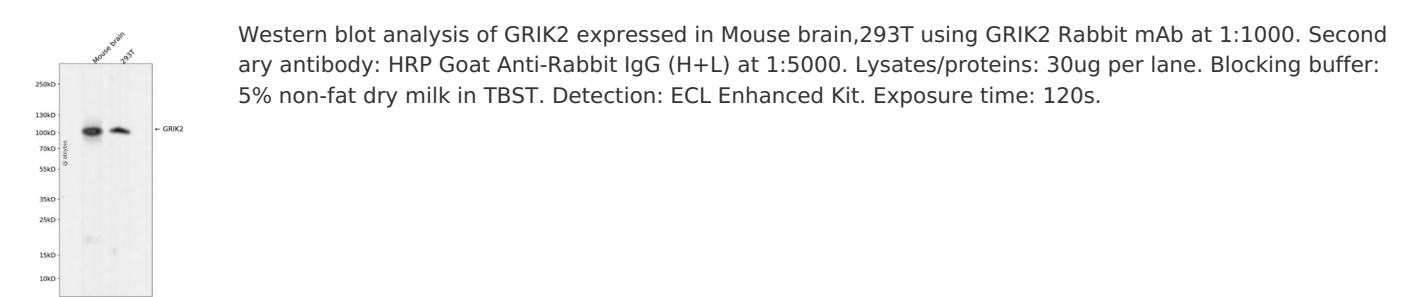 Mouse brain
293T
250kD
130kD
100kD
70kD
55kD
35kD
25kD
15kD
10kD
← GRIK2
@ abbybio
Western blot analysis of GRIK2 expressed in Mouse brain,293T using GRIK2 Rabbit mAb at 1:1000. Second
ary antibody: HRP Goat Anti-Rabbit IgG (H+L) at 1:5000. Lysates/proteins: 30ug per lane. Blocking buffer:
5% non-fat dry milk in TBST. Detection: ECL Enhanced Kit. Exposure time: 120s.